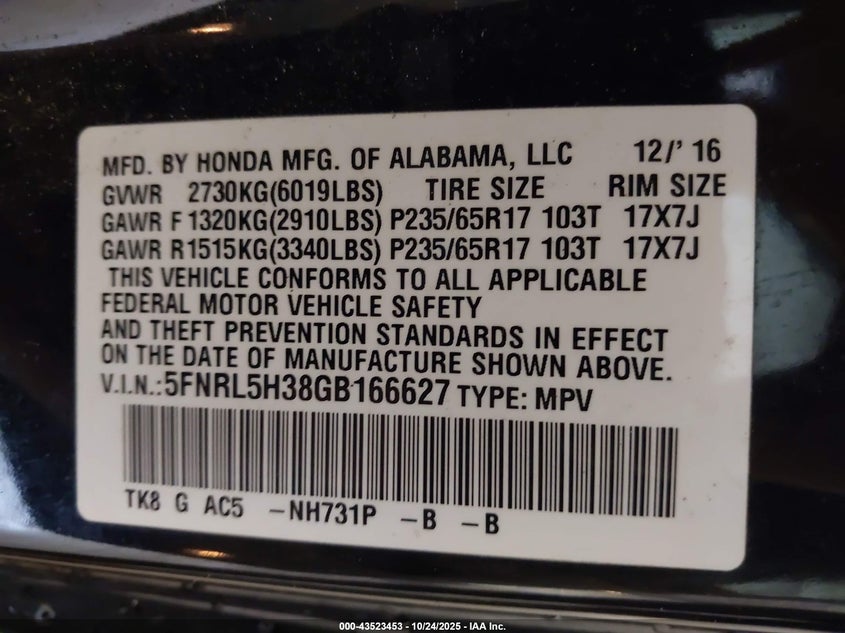 MFD. BY HONDA MFG. OF ALABAMA, LLC 12/' 16
GVWR 2730KG(6019LBS) TIRE SIZE RIM SIZE
GAWR F 1320KG(2910LBS) P235/65R17 103T 17X7J
GAWR R1515KG(3340LBS) P235/65R17 103T 17X7J
THIS VEHICLE CONFORMS TO ALL APPLICABLE
FEDERAL MOTOR VEHICLE SAFETY
AND THEFT PREVENTION STANDARDS IN EFFECT
ON THE DATE OF MANUFACTURE SHOWN ABOVE.
V.I.N.:5FNRL5H38GB166627 TYPE: MPV
TK8 G AC5 -NH731P -B -B
000-43523453 - 10/24/2025 - IAA Inc.